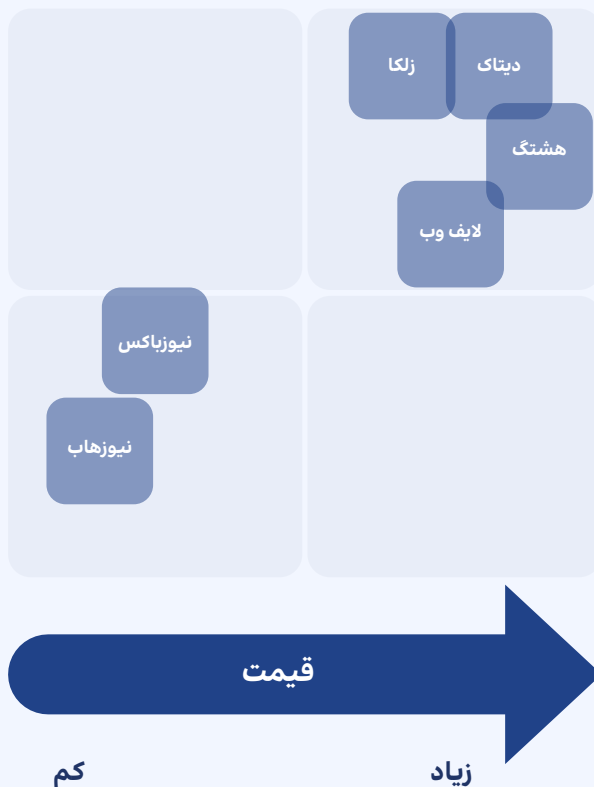 دیتاک
زلکا
هشتگ
لایف وب
نیوزباکس
نیوزهاب
قیمت
زیاد
کم